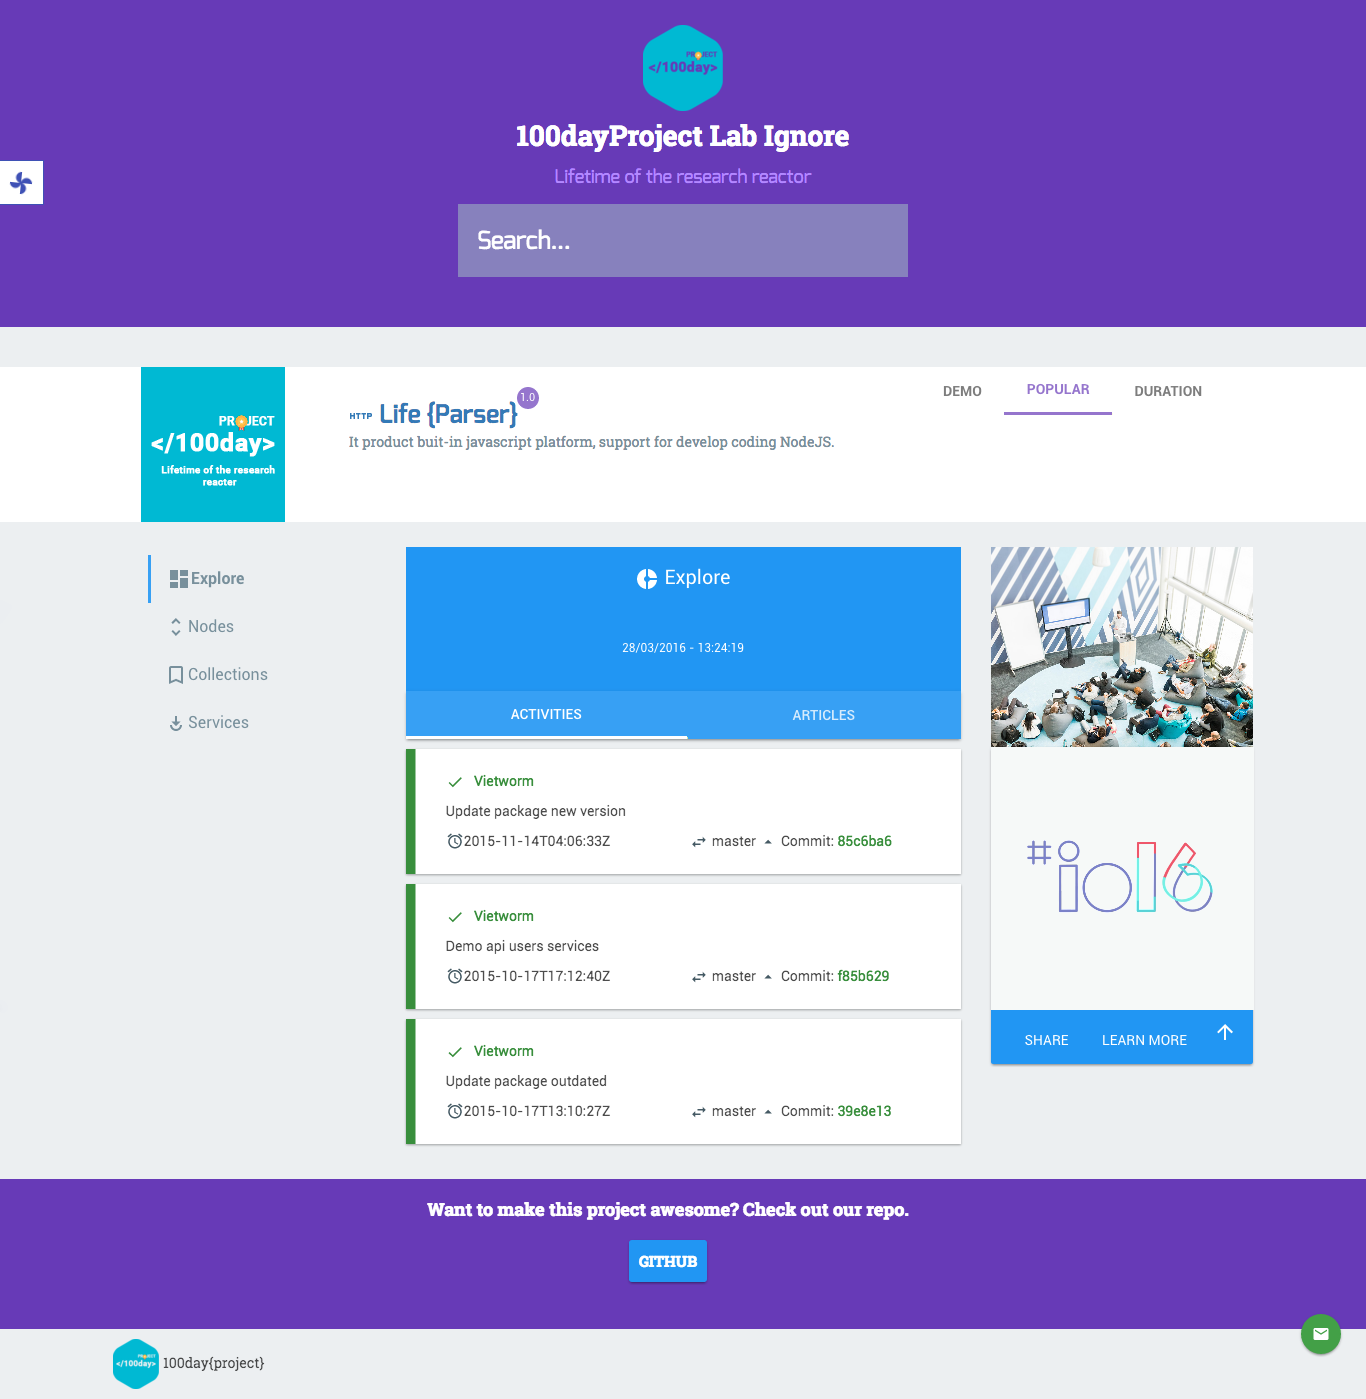 PROJECT
</100day>
100dayProject Lab Ignore
Lifetime of the research reactor
Search...
PROJECT
</100day>
Lifetime of the research
reacter
HTTP Life {Parser} 1.0
It product buit-in javascript platform, support for develop coding NodeJS.
DEMO
POPULAR
DURATION
Explore
Nodes
Collections
Services
Explore
28/03/2016 - 13:24:19
ACTIVITIES
ARTICLES
Vietworm
Update package new version
2015-11-14T04:06:33Z
master
Commit: 85c6ba6
Vietworm
Demo api users services
2015-10-17T17:12:40Z
master
Commit: f85b629
Vietworm
Update package outdated
2015-10-17T13:10:27Z
master
Commit: 39e8e13
#io16
SHARE
LEARN MORE
Want to make this project awesome? Check out our repo.
GITHUB
PROJECT
</100day>
100day{project}